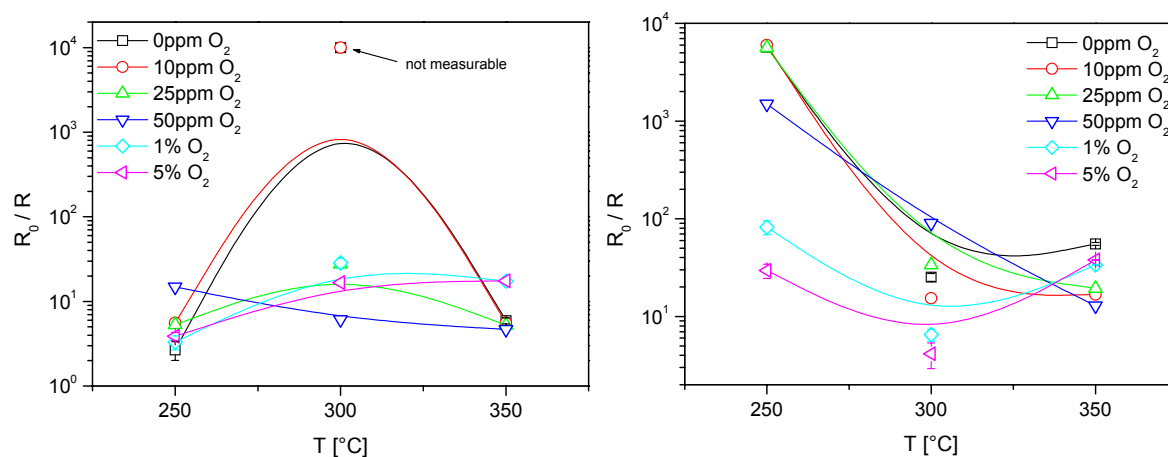 10⁴
10³
10²
10¹
10⁰
R₀ / R
0ppm O₂
10ppm O₂
25ppm O₂
50ppm O₂
1% O₂
5% O₂
not measurable
250 300 350
T [°C]
10⁴
10³
10²
10¹
R₀ / R
0ppm O₂
10ppm O₂
25ppm O₂
50ppm O₂
1% O₂
5% O₂
250 300 350
T [°C]